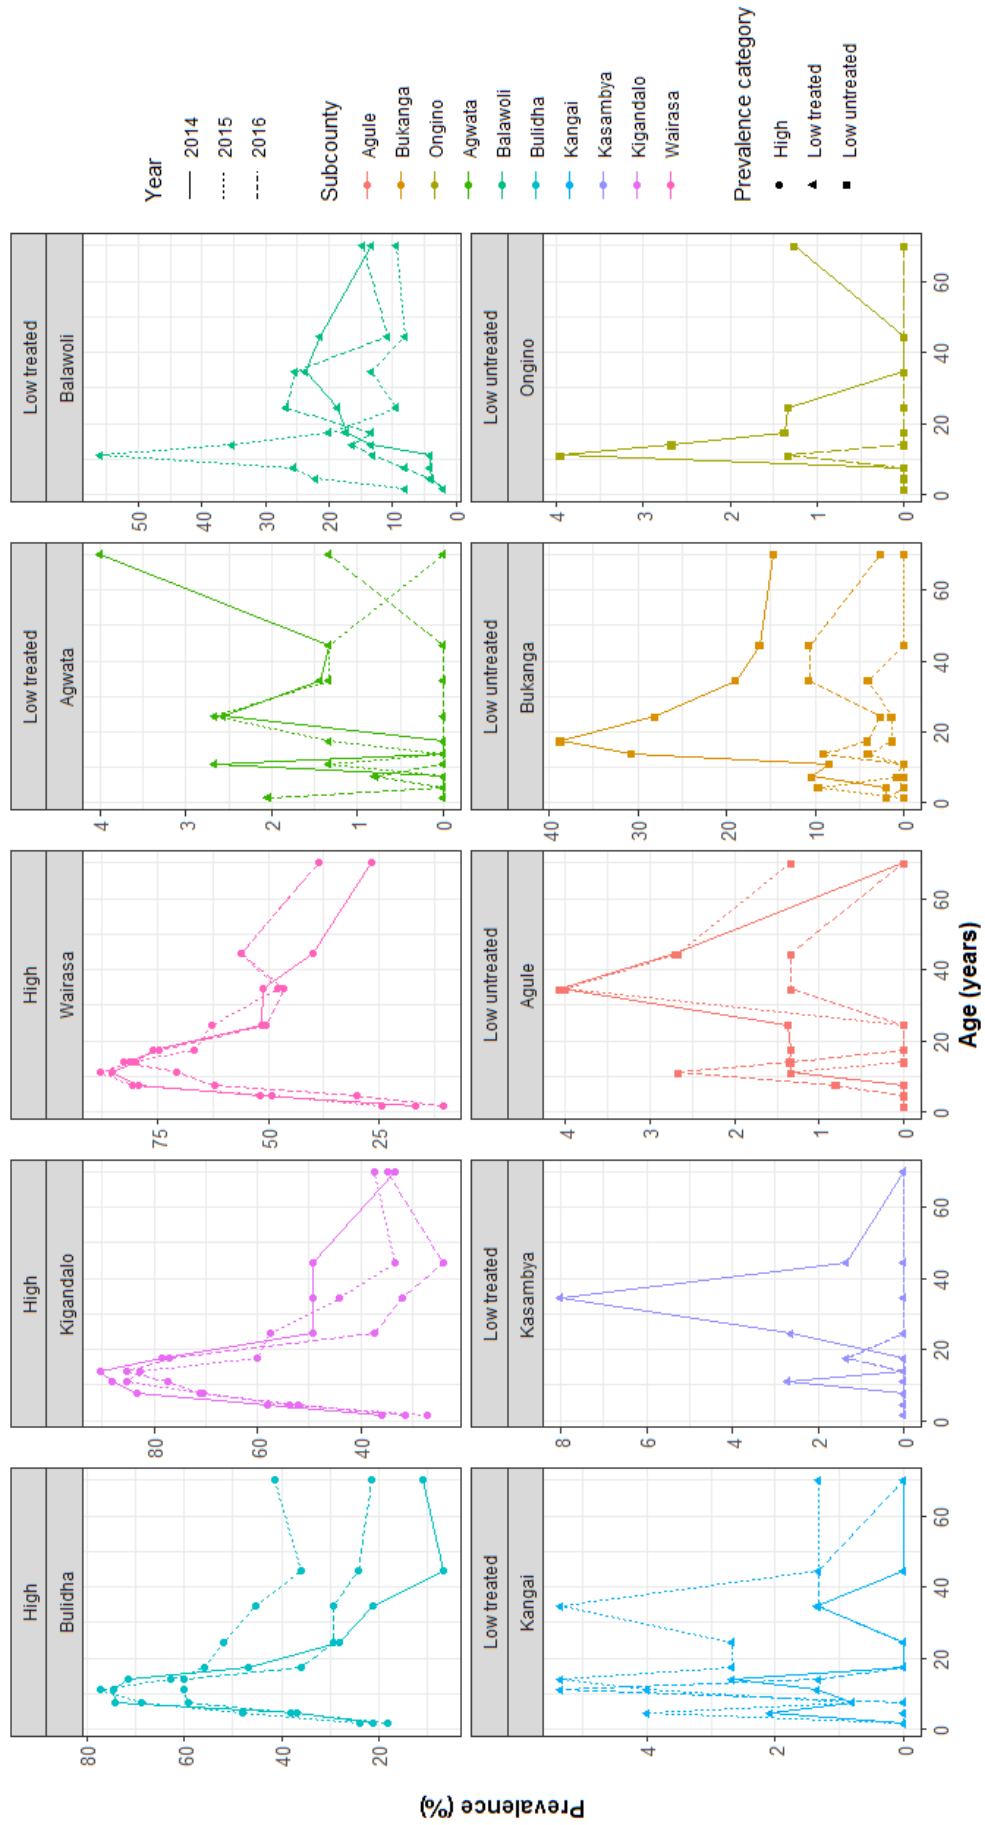 High
Bulidha
High
Kigandalo
High
Wairasa
Low treated
Agwata
Low treated
Balawoli
80
60
40
20
80
60
40
75
50
25
4
3
2
1
0
50
40
30
20
10
0
Low treated
Kangai
Low treated
Kasambya
Low untreated
Agule
Low untreated
Bukanga
Low untreated
Ongino
4
2
0
8
6
4
2
0
4
3
2
1
0
40
30
20
10
0
4
3
2
1
0
0 20 40 60
0 20 40 60
0 20 40 60
0 20 40 60
0 20 40 60
Prevalence (%)
Age (years)
Year
2014
2015
2016
Subcounty
Agule
Bukanga
Ongino
Agwata
Balawoli
Bulidha
Kangai
Kasambya
Kigandalo
Wairasa
Prevalence category
High
Low treated
Low untreated